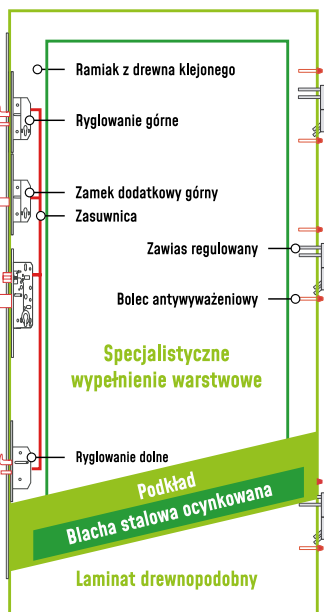 Ramiak z drewna klejonego
Ryglowanie górne
Zamek dodatkowy górny
Zasuwnica
Zawias regulowany
Bolec antywyważeniowy
Specjalistyczne
wypełnienie warstwowe
Ryglowanie dolne
Podkład
Blacha stalowa ocynkowana
Laminat drewnopodobny